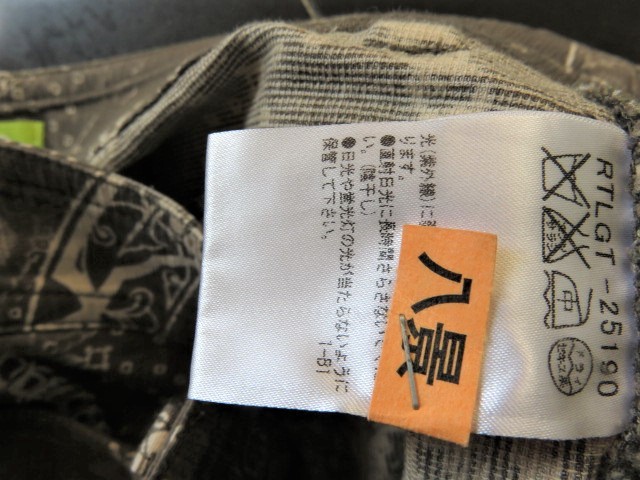 RTLGT-25190
光(紫外線)に
ります。
●直射日光に長時間さらさないで
い。(陰干し)
●日光や蛍光灯の光が当たらないように
保管して下さい。
1-B1
八景